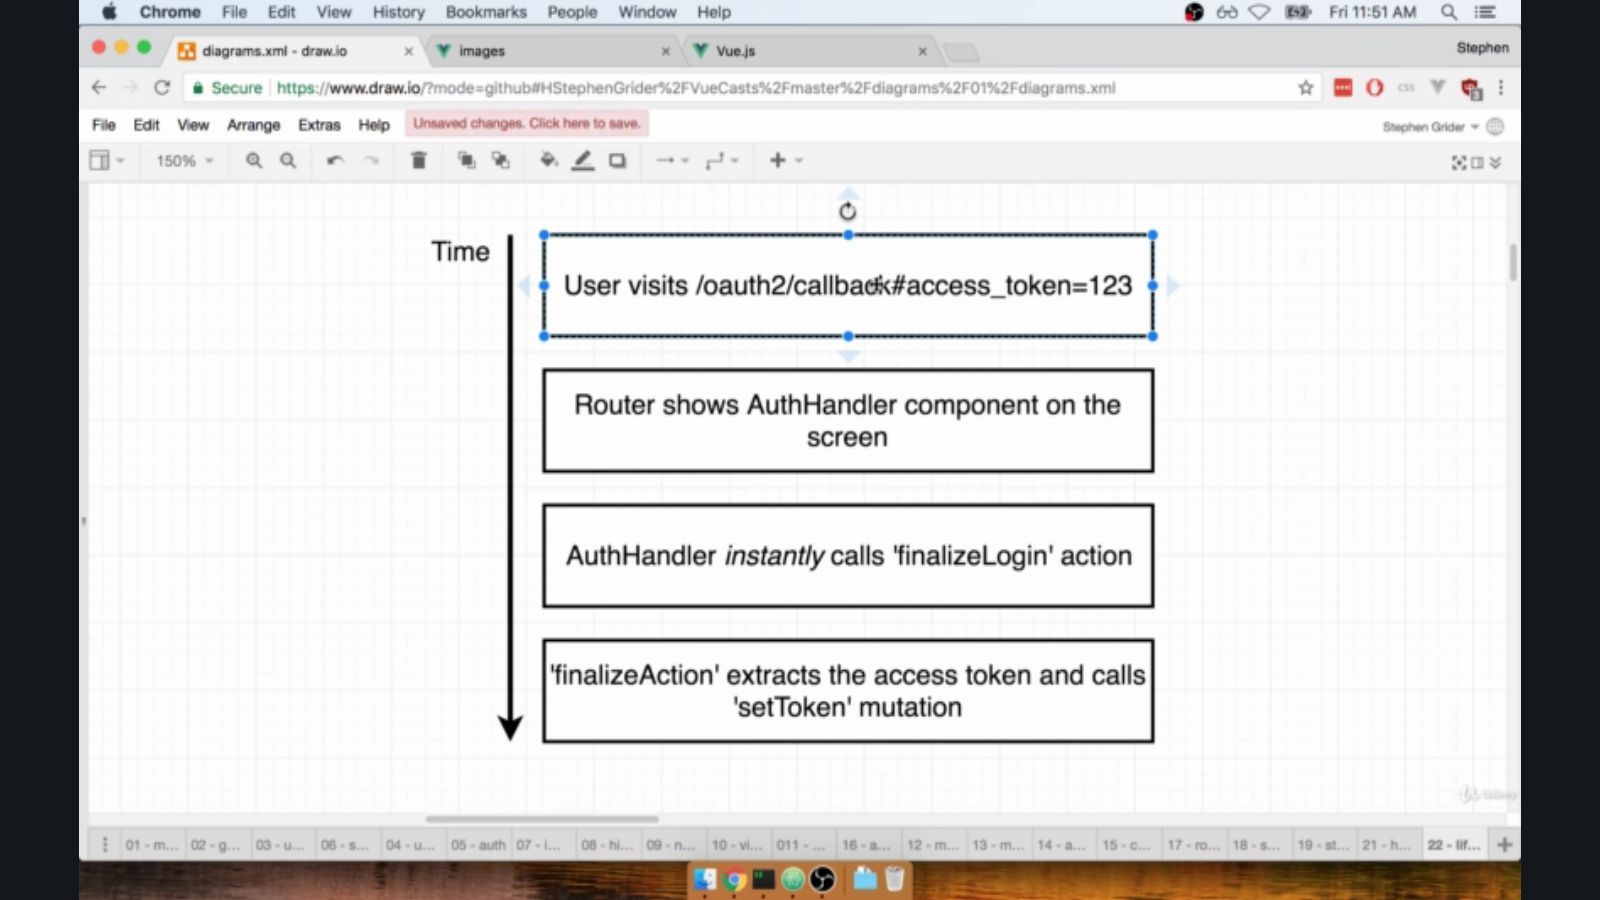 Chrome File Edit View History Bookmarks People Window Help Fri 11:51 AM
diagrams.xml - draw.io images Vue.js Stephen
Secure https://www.draw.io/?mode=github#HStephenGrider%2FVueCasts%2Fmaster%2Fdiagrams%2F01%2Fdiagrams.xml
File Edit View Arrange Extras Help Unsaved changes. Click here to save. Stephen Grider
150%
Time
User visits /oauth2/callback#access_token=123
Router shows AuthHandler component on the
screen
AuthHandler instantly calls 'finalizeLogin' action
'finalizeAction' extracts the access token and calls
'setToken' mutation
Udemy
01 - m... 02 - g... 03 - u... 06 - s... 04 - u... 05 - auth 07 - i... 08 - hi... 09 - n... 10 - vi... 011 - ... 16 - a... 12 - m... 13 - m... 14 - a... 15 - c... 17 - ro... 18 - s... 19 - st... 21 - h... 22 - lif...